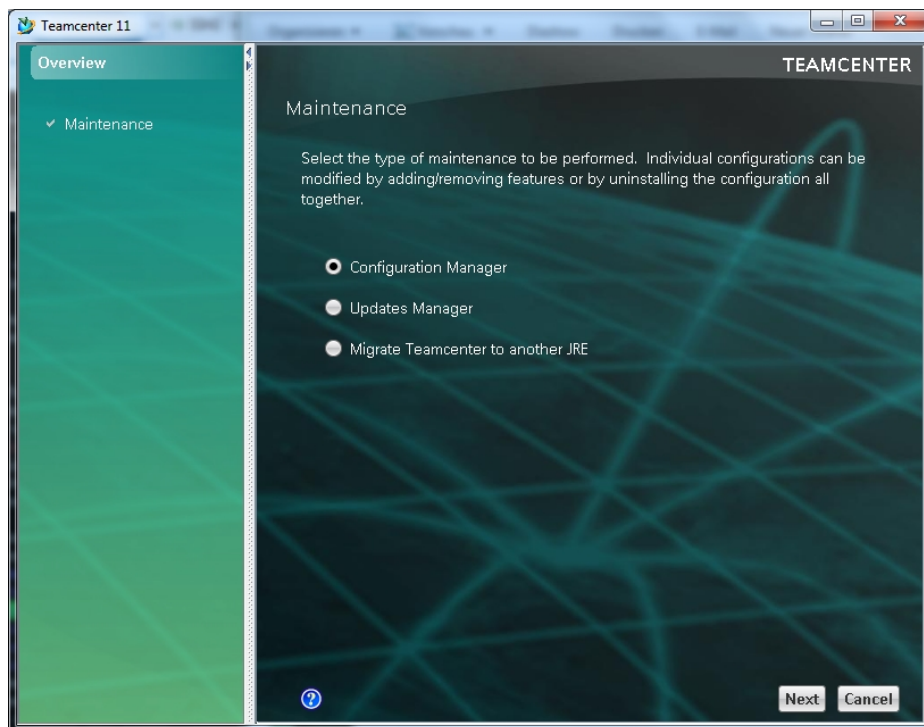 Teamcenter 11
Overview
TEAMCENTER
Maintenance
Maintenance
Select the type of maintenance to be performed. Individual configurations can be
modified by adding/removing features or by uninstalling the configuration all
together.
Configuration Manager
Updates Manager
Migrate Teamcenter to another JRE
?
Next Cancel